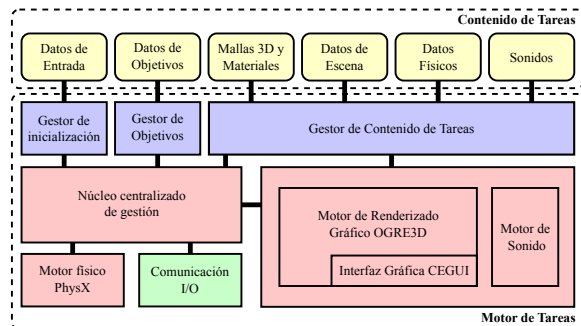 Contenido de Tareas
Datos de
Entrada
Datos de
Objetivos
Mallas 3D y
Materiales
Datos de
Escena
Datos
Físicos
Sonidos
Gestor de
inicialización
Gestor de
Objetivos
Gestor de Contenido de Tareas
Núcleo centralizado
de gestión
Motor de Renderizado
Gráfico OGRE3D
Interfaz Gráfica CEGUI
Motor de
Sonido
Motor físico
PhysX
Comunicación
I/O
Motor de Tareas